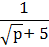 1/(√p + 5)